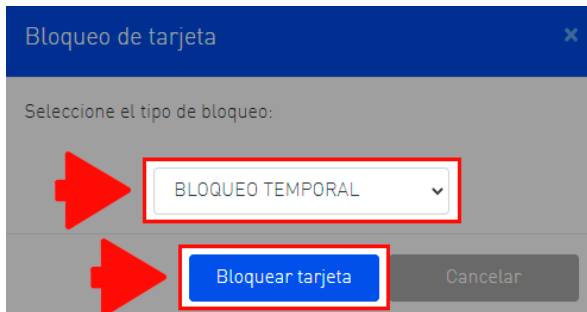 Bloqueo de tarjeta ×
Seleccione el tipo de bloqueo:
BLOQUEO TEMPORAL
Bloquear tarjeta Cancelar